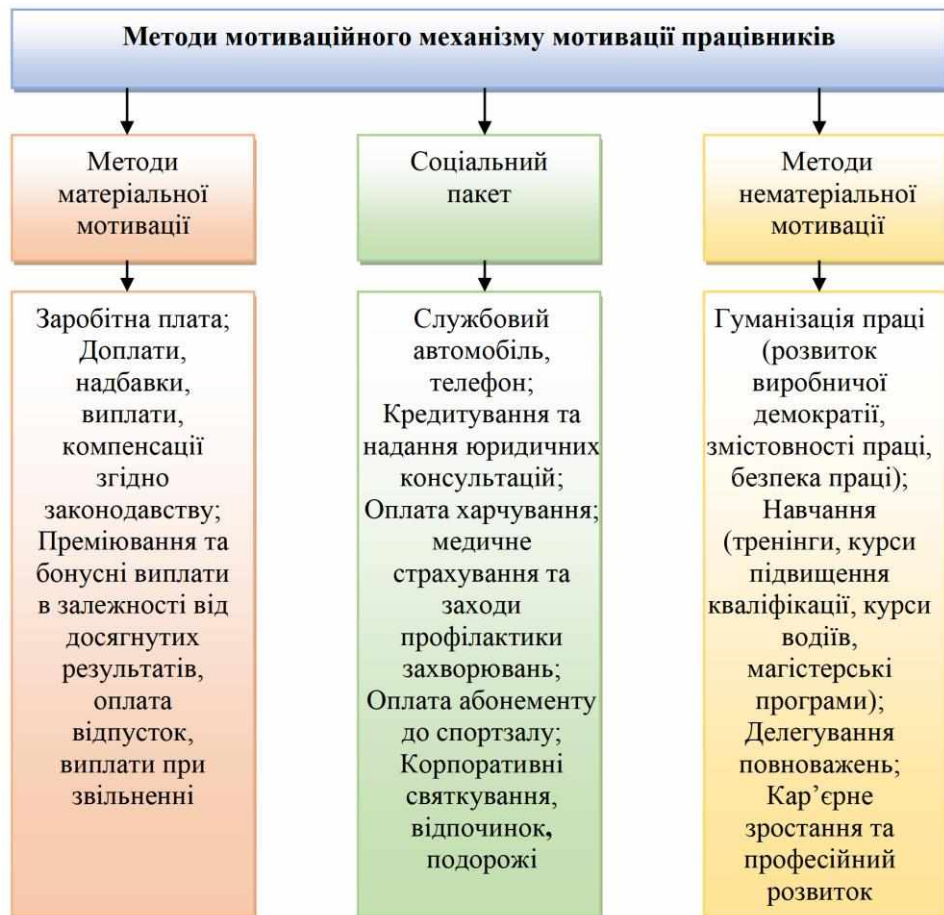 Методи мотиваційного механізму мотивації працівників
Методи
матеріальної
мотивації
Соціальний
пакет
Методи
нематеріальної
мотивації
Заробітна плата;
Доплати,
надбавки,
виплати,
компенсації
згідно
законодавству;
Преміювання та
бонусні виплати
в залежності від
досягнутих
результатів,
оплата
відпусток,
виплати при
звільненні
Службовий
автомобіль,
телефон;
Кредитування та
надання юридичних
консультацій;
Оплата харчування;
медичне
страхування та
заходи
профілактики
захворювань;
Оплата абонементу
до спортзалу;
Корпоративні
святкування,
відпочинок,
подорожі
Гуманізація праці
(розвиток
виробничої
демократії,
змістовності праці,
безпека праці);
Навчання
(тренінги, курси
підвищення
кваліфікації, курси
водіїв,
магістерські
програми);
Делегування
повноважень;
Кар’єрне
зростання та
професійний
розвиток